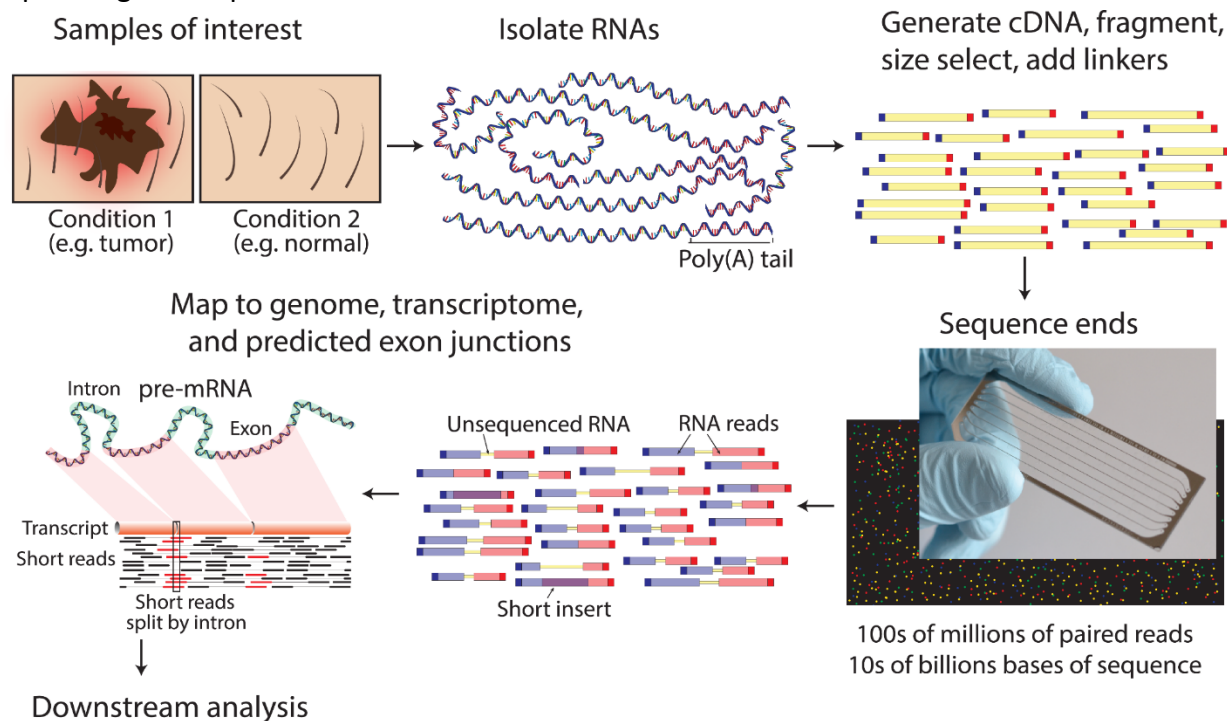 Samples of interest
Isolate RNAs
Generate cDNA, fragment,
size select, add linkers
Condition 1
(e.g. tumor)
Condition 2
(e.g. normal)
Poly(A) tail
Sequence ends
100s of millions of paired reads
10s of billions bases of sequence
Map to genome, transcriptome,
and predicted exon junctions
Unsequenced RNA
RNA reads
Short insert
Intron
pre-mRNA
Exon
Transcript
Short reads
Short reads
split by intron
Downstream analysis